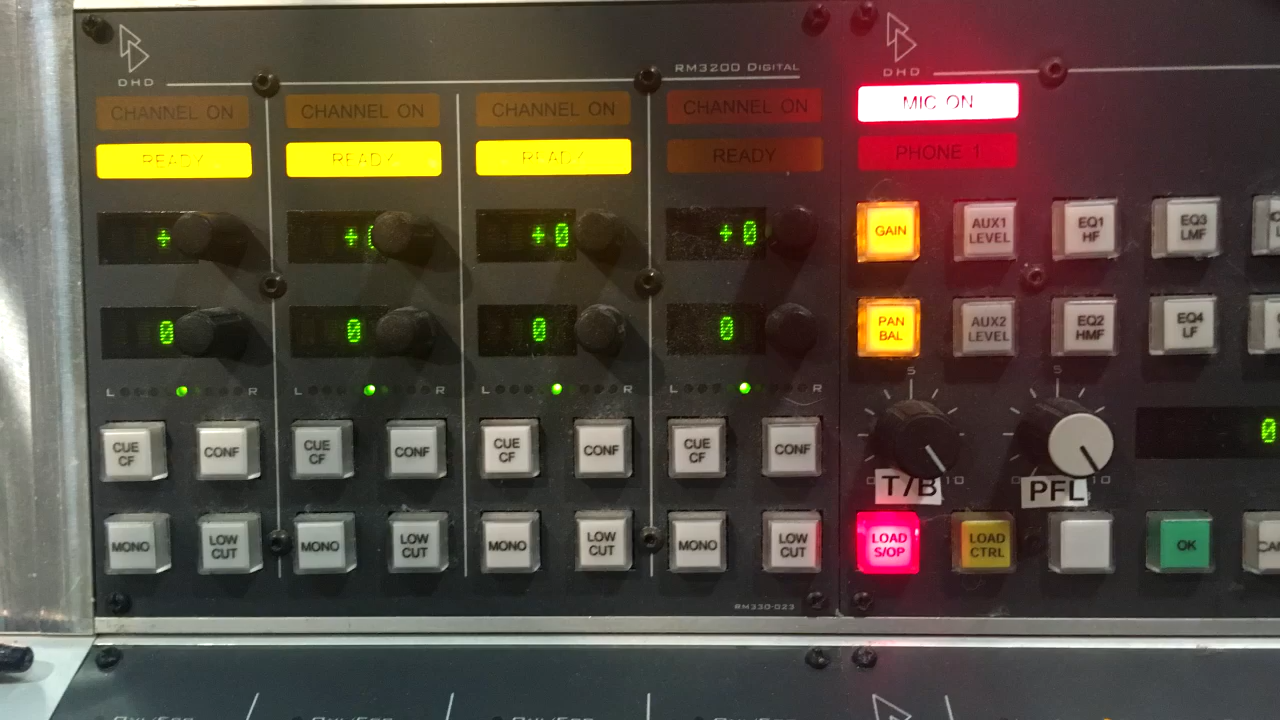 DHD
RM3200 DIGITAL
DHD
CHANNEL ON
CHANNEL ON
CHANNEL ON
CHANNEL ON
MIC ON
READY
READY
READY
READY
PHONE 1
+
+0
+0
+0
GAIN
AUX1 LEVEL
EQ1 HF
EQ3 LMF
0
0
0
0
PAN BAL
AUX2 LEVEL
EQ2 HMF
EQ4 LF
L R
L R
L R
L R
5
5
0 10
0 10
0
CUE CF
CONF
CUE CF
CONF
CUE CF
CONF
CUE CF
CONF
T/B
PFL
MONO
LOW CUT
MONO
LOW CUT
MONO
LOW CUT
MONO
LOW CUT
LOAD S/OP
LOAD CTRL
OK
RM330-023